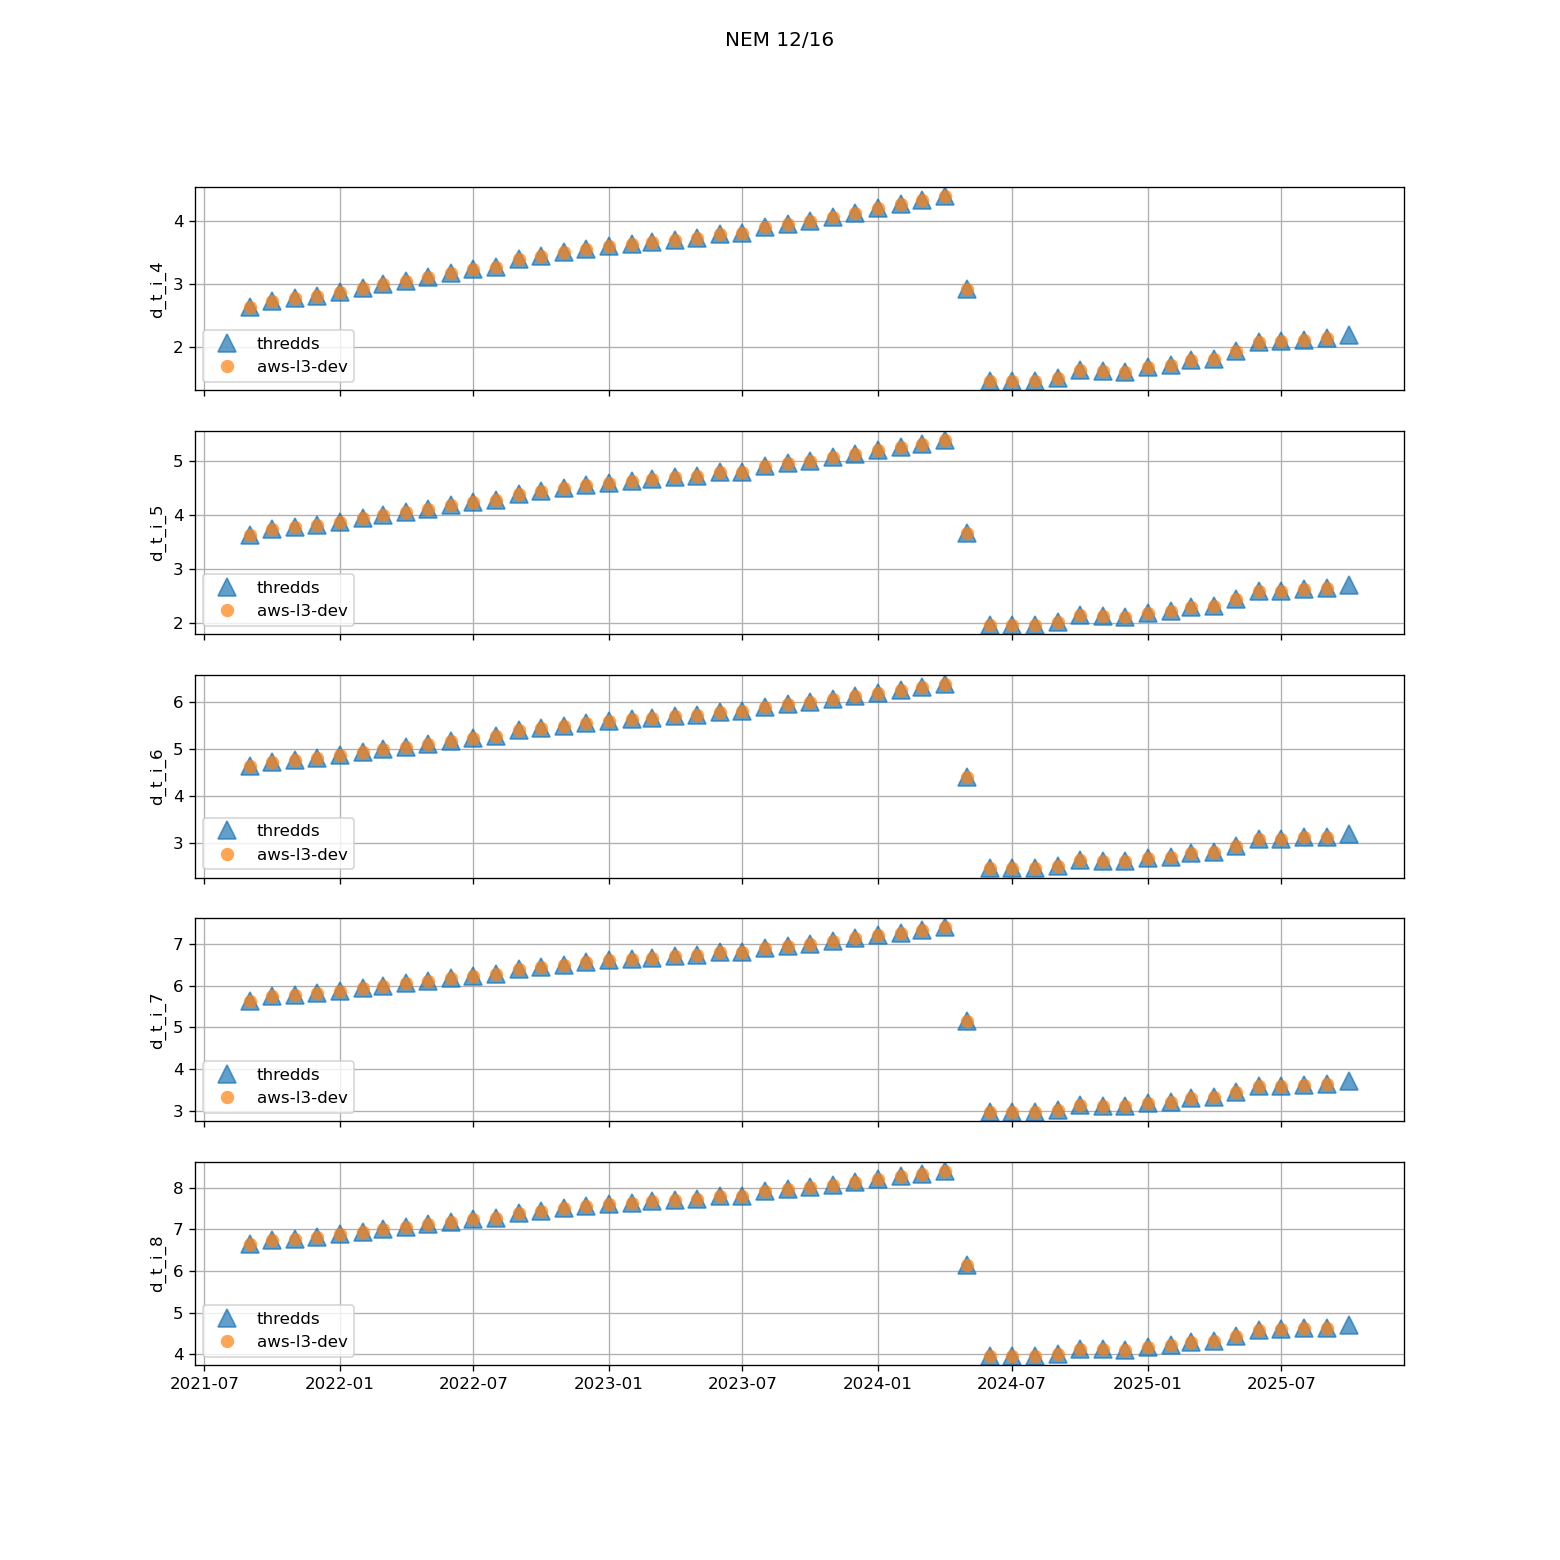 NEM 12/16
4
3
2
d_t_i_4
thredds
aws-l3-dev
5
4
3
2
d_t_i_5
thredds
aws-l3-dev
6
5
4
3
d_t_i_6
thredds
aws-l3-dev
7
6
5
4
3
d_t_i_7
thredds
aws-l3-dev
8
7
6
5
4
d_t_i_8
thredds
aws-l3-dev
2021-07 2022-01 2022-07 2023-01 2023-07 2024-01 2024-07 2025-01 2025-07